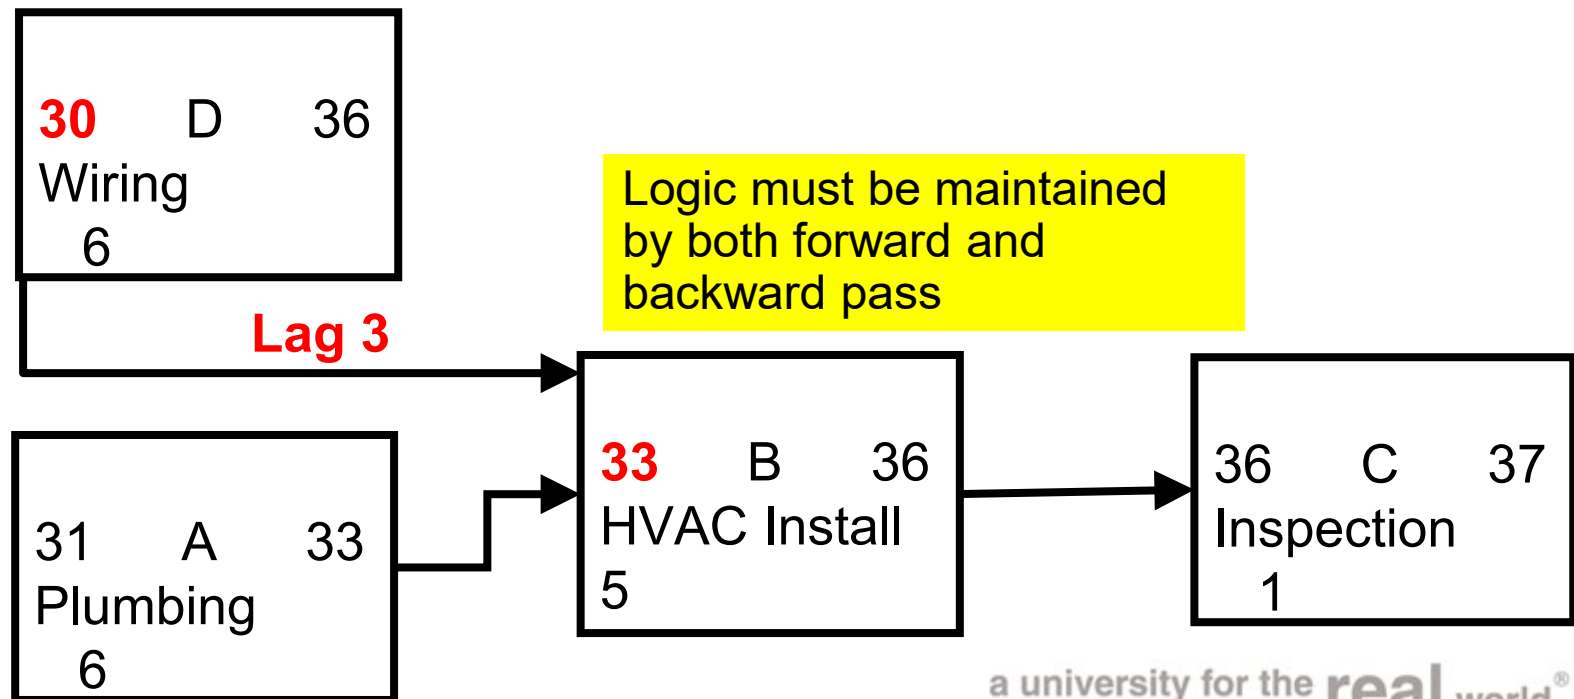 30 D 36
Wiring
6
Logic must be maintained
by both forward and
backward pass
Lag 3
33 B 36
HVAC Install
5
36 C 37
Inspection
1
31 A 33
Plumbing
6
a university for the real world®